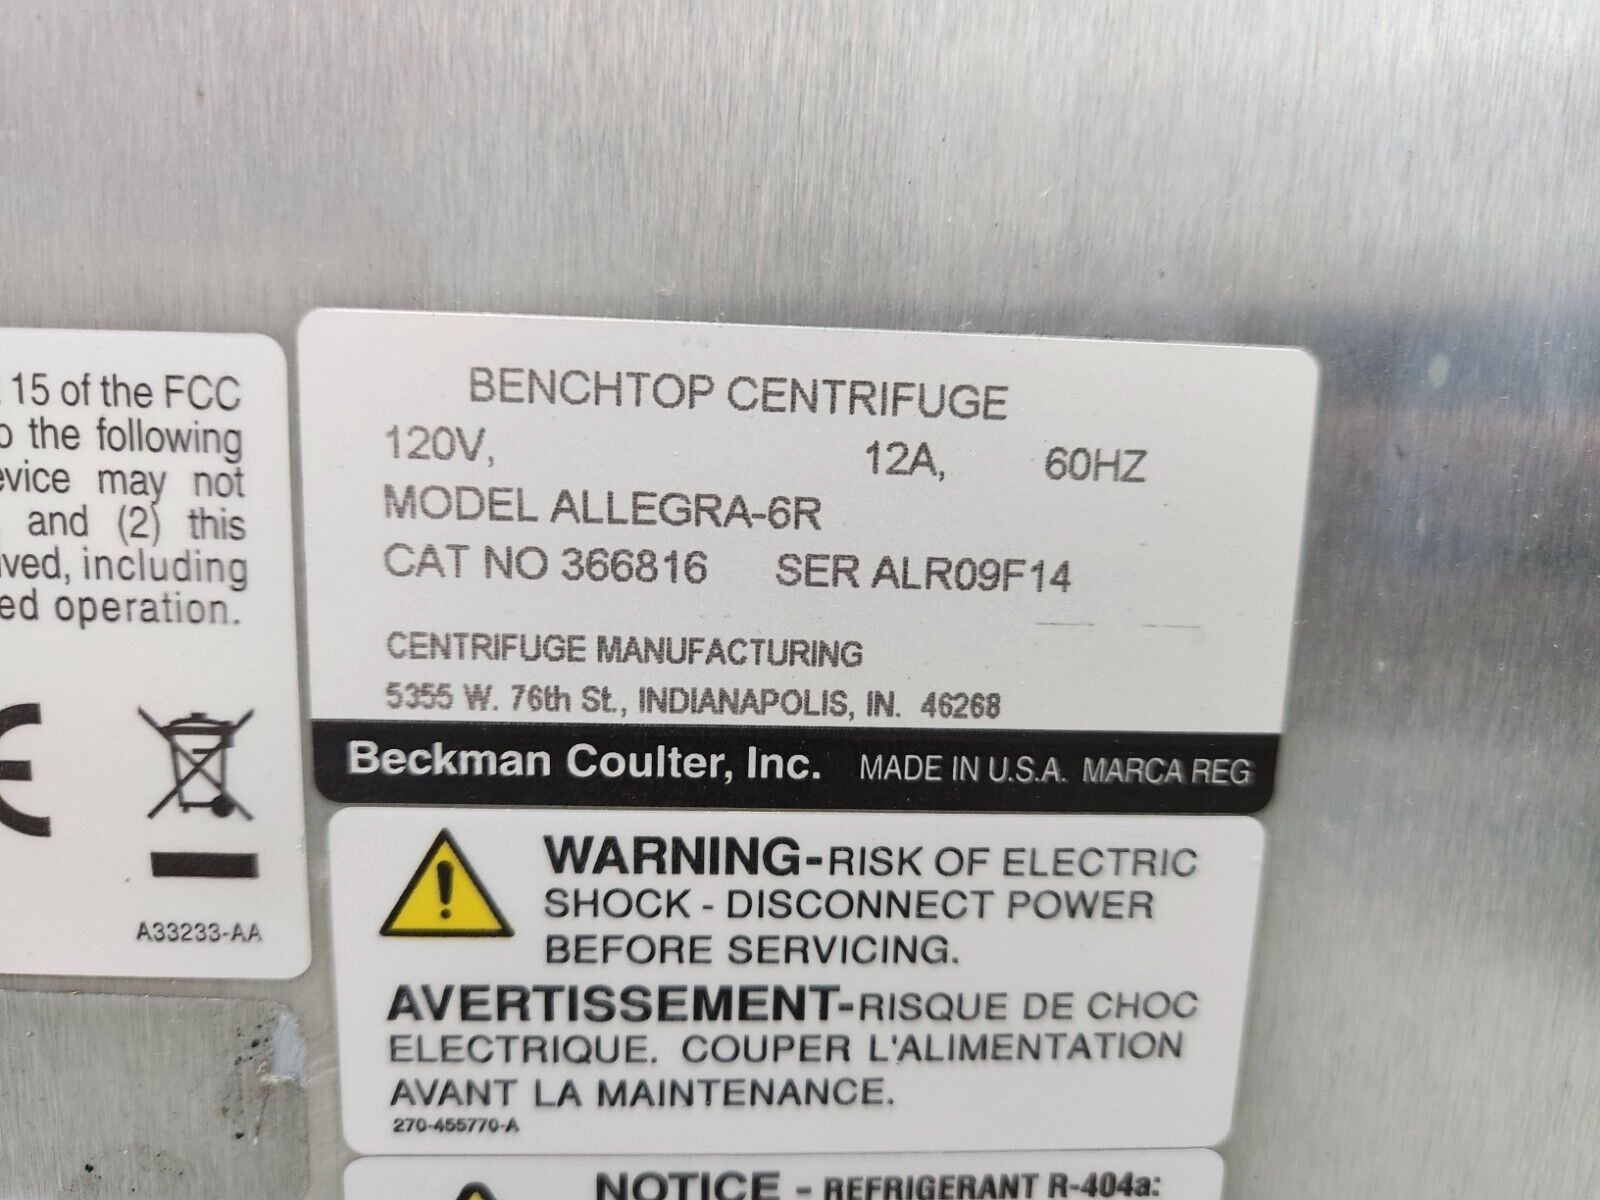 15 of the FCC
the following
may not
and (2) this
including
operation.
A33233-AA
BENCHTOP CENTRIFUGE
120V, 12A, 60HZ
MODEL ALLEGRA-6R
CAT NO 366816 SER ALR09F14
CENTRIFUGE MANUFACTURING
5355 W. 76th St., INDIANAPOLIS, IN. 46268
Beckman Coulter, Inc. MADE IN U.S.A. MARCA REG
WARNING-RISK OF ELECTRIC
SHOCK - DISCONNECT POWER
BEFORE SERVICING.
AVERTISSEMENT-RISQUE DE CHOC
ELECTRIQUE. COUPER L'ALIMENTATION
AVANT LA MAINTENANCE.
270-455770-A
NOTICE - REFRIGERANT R-404a: